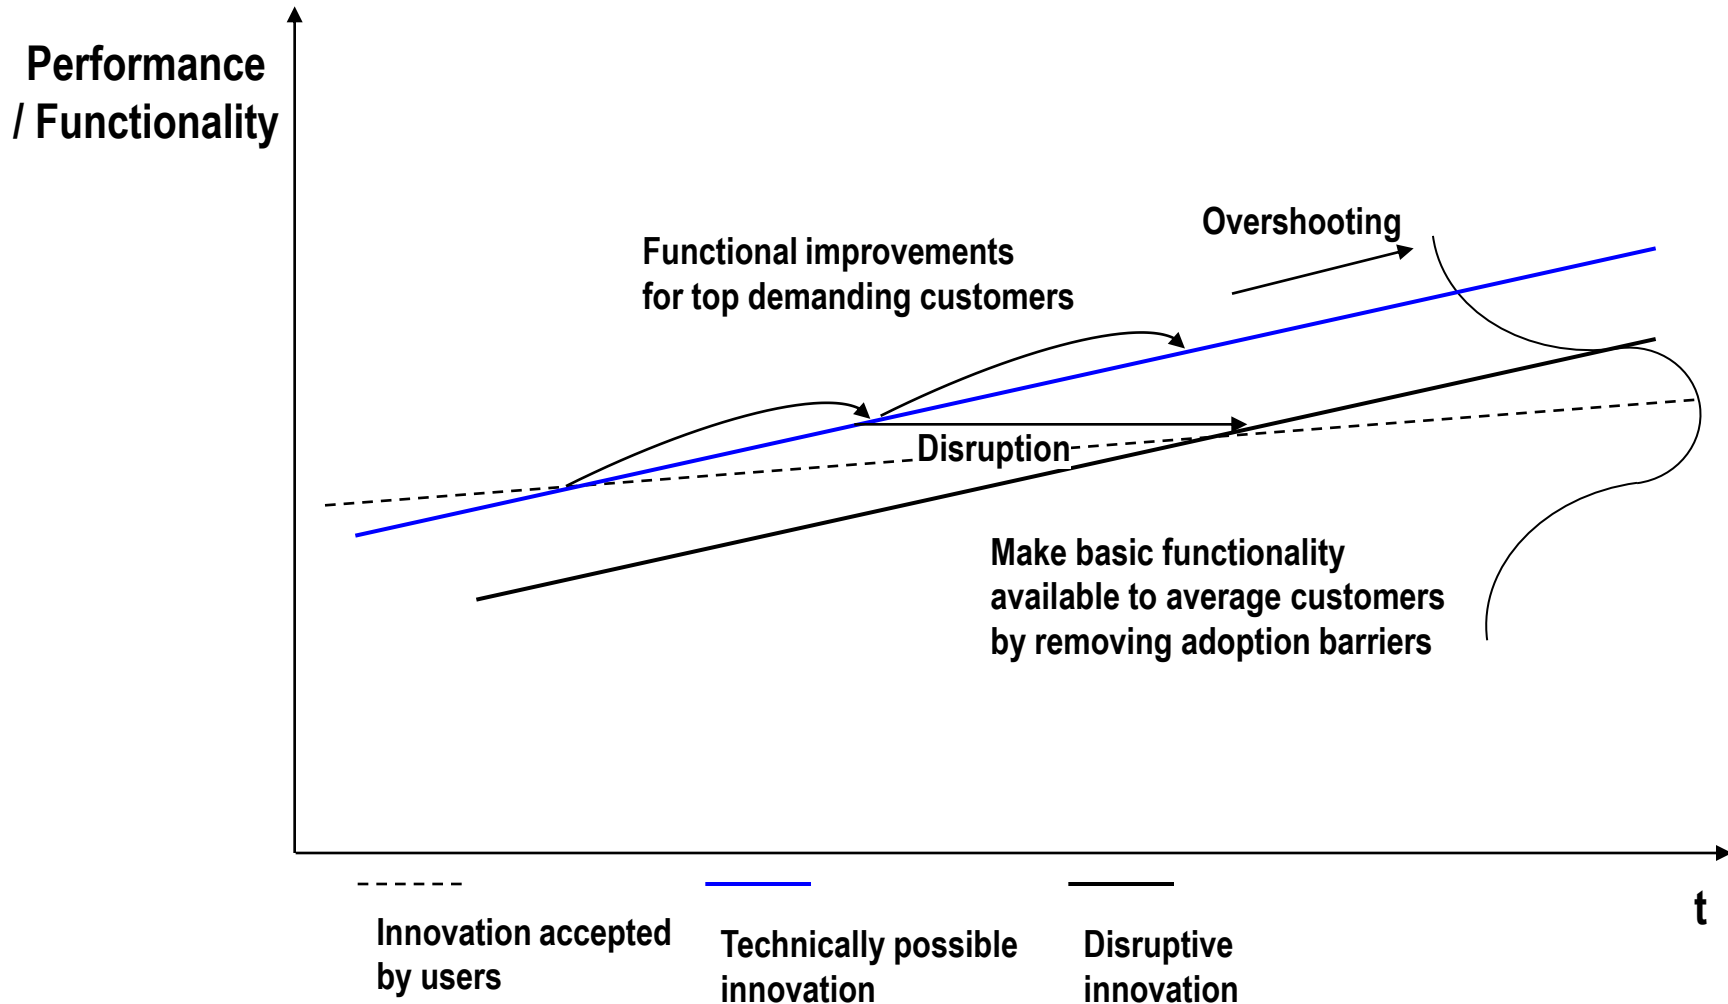 Performance
/ Functionality
Overshooting
Functional improvements
for top demanding customers
Disruption
Make basic functionality
available to average customers
by removing adoption barriers
t
Innovation accepted
by users
Technically possible
innovation
Disruptive
innovation